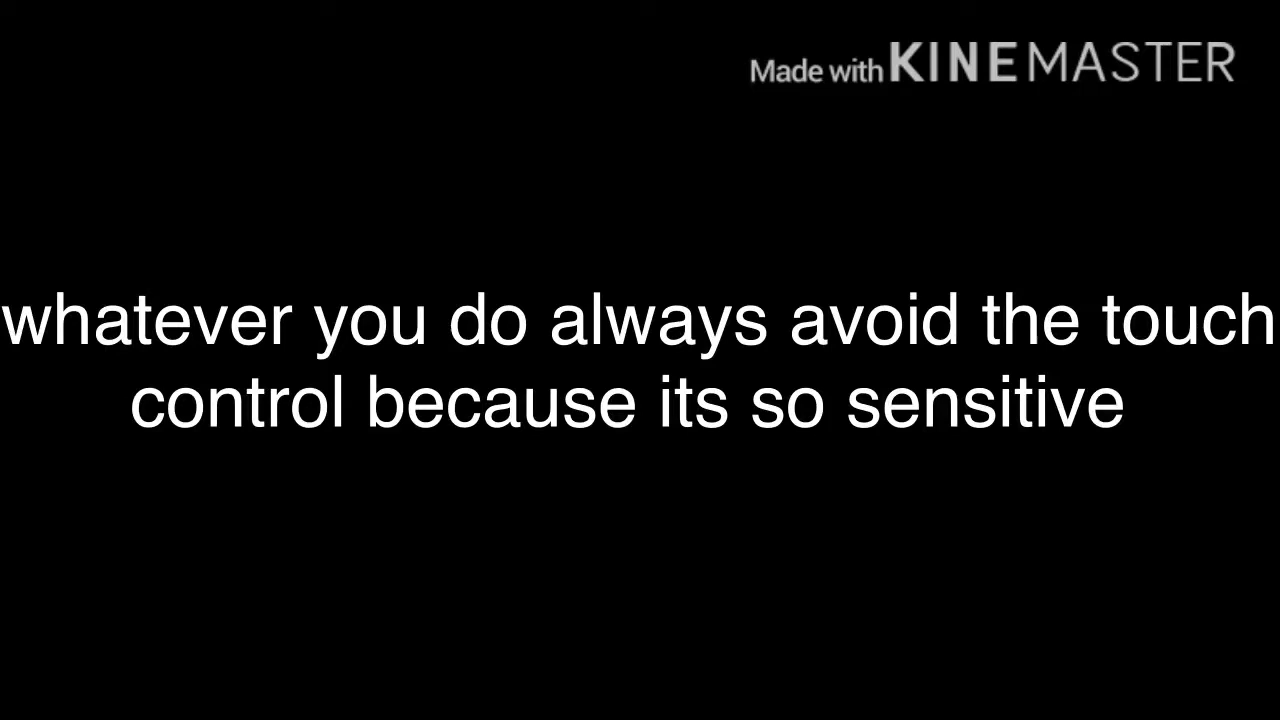 Made with KINEMASTER
whatever you do always avoid the touch
control because its so sensitive